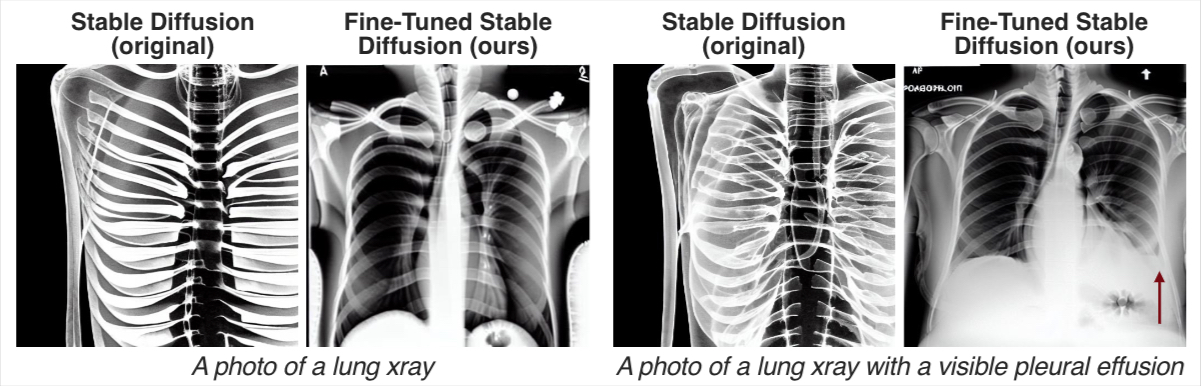 Stable Diffusion
(original)
Fine-Tuned Stable
Diffusion (ours)
Stable Diffusion
(original)
Fine-Tuned Stable
Diffusion (ours)
A
AP
A photo of a lung xray
A photo of a lung xray with a visible pleural effusion